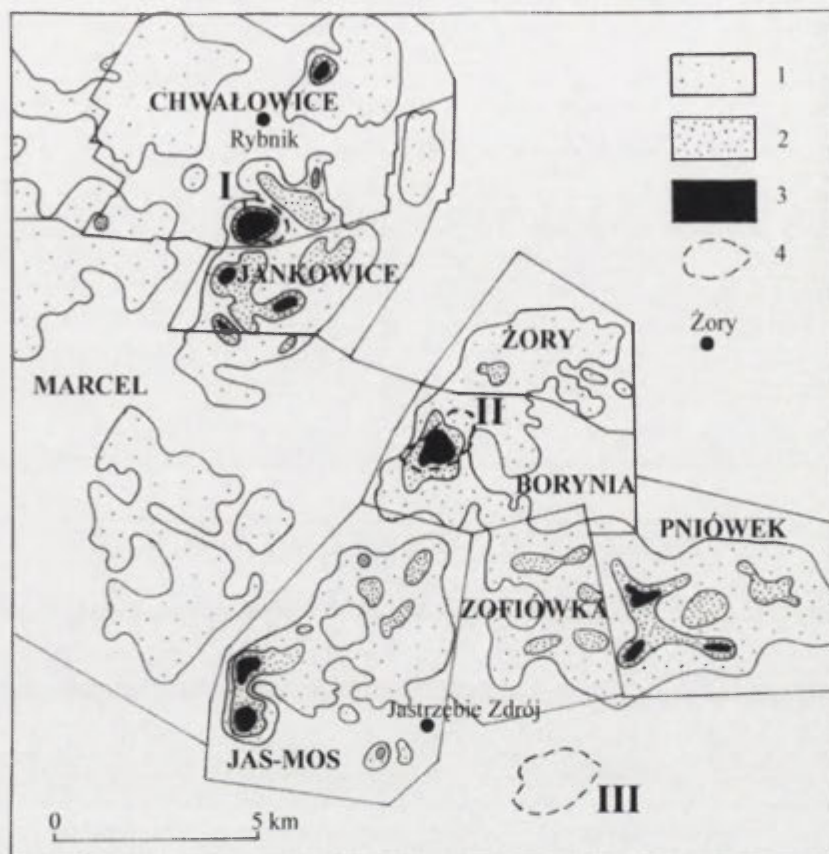 CHWAŁOWICE
Rybnik
I
JANKOWICE
MARCEL
ŻORY
Żory
II
BORYNIA
PNIÓWEK
ZOFIÓWKA
Jastrzębie Zdrój
JAS-MOS
III
0 5 km
1
2
3
4